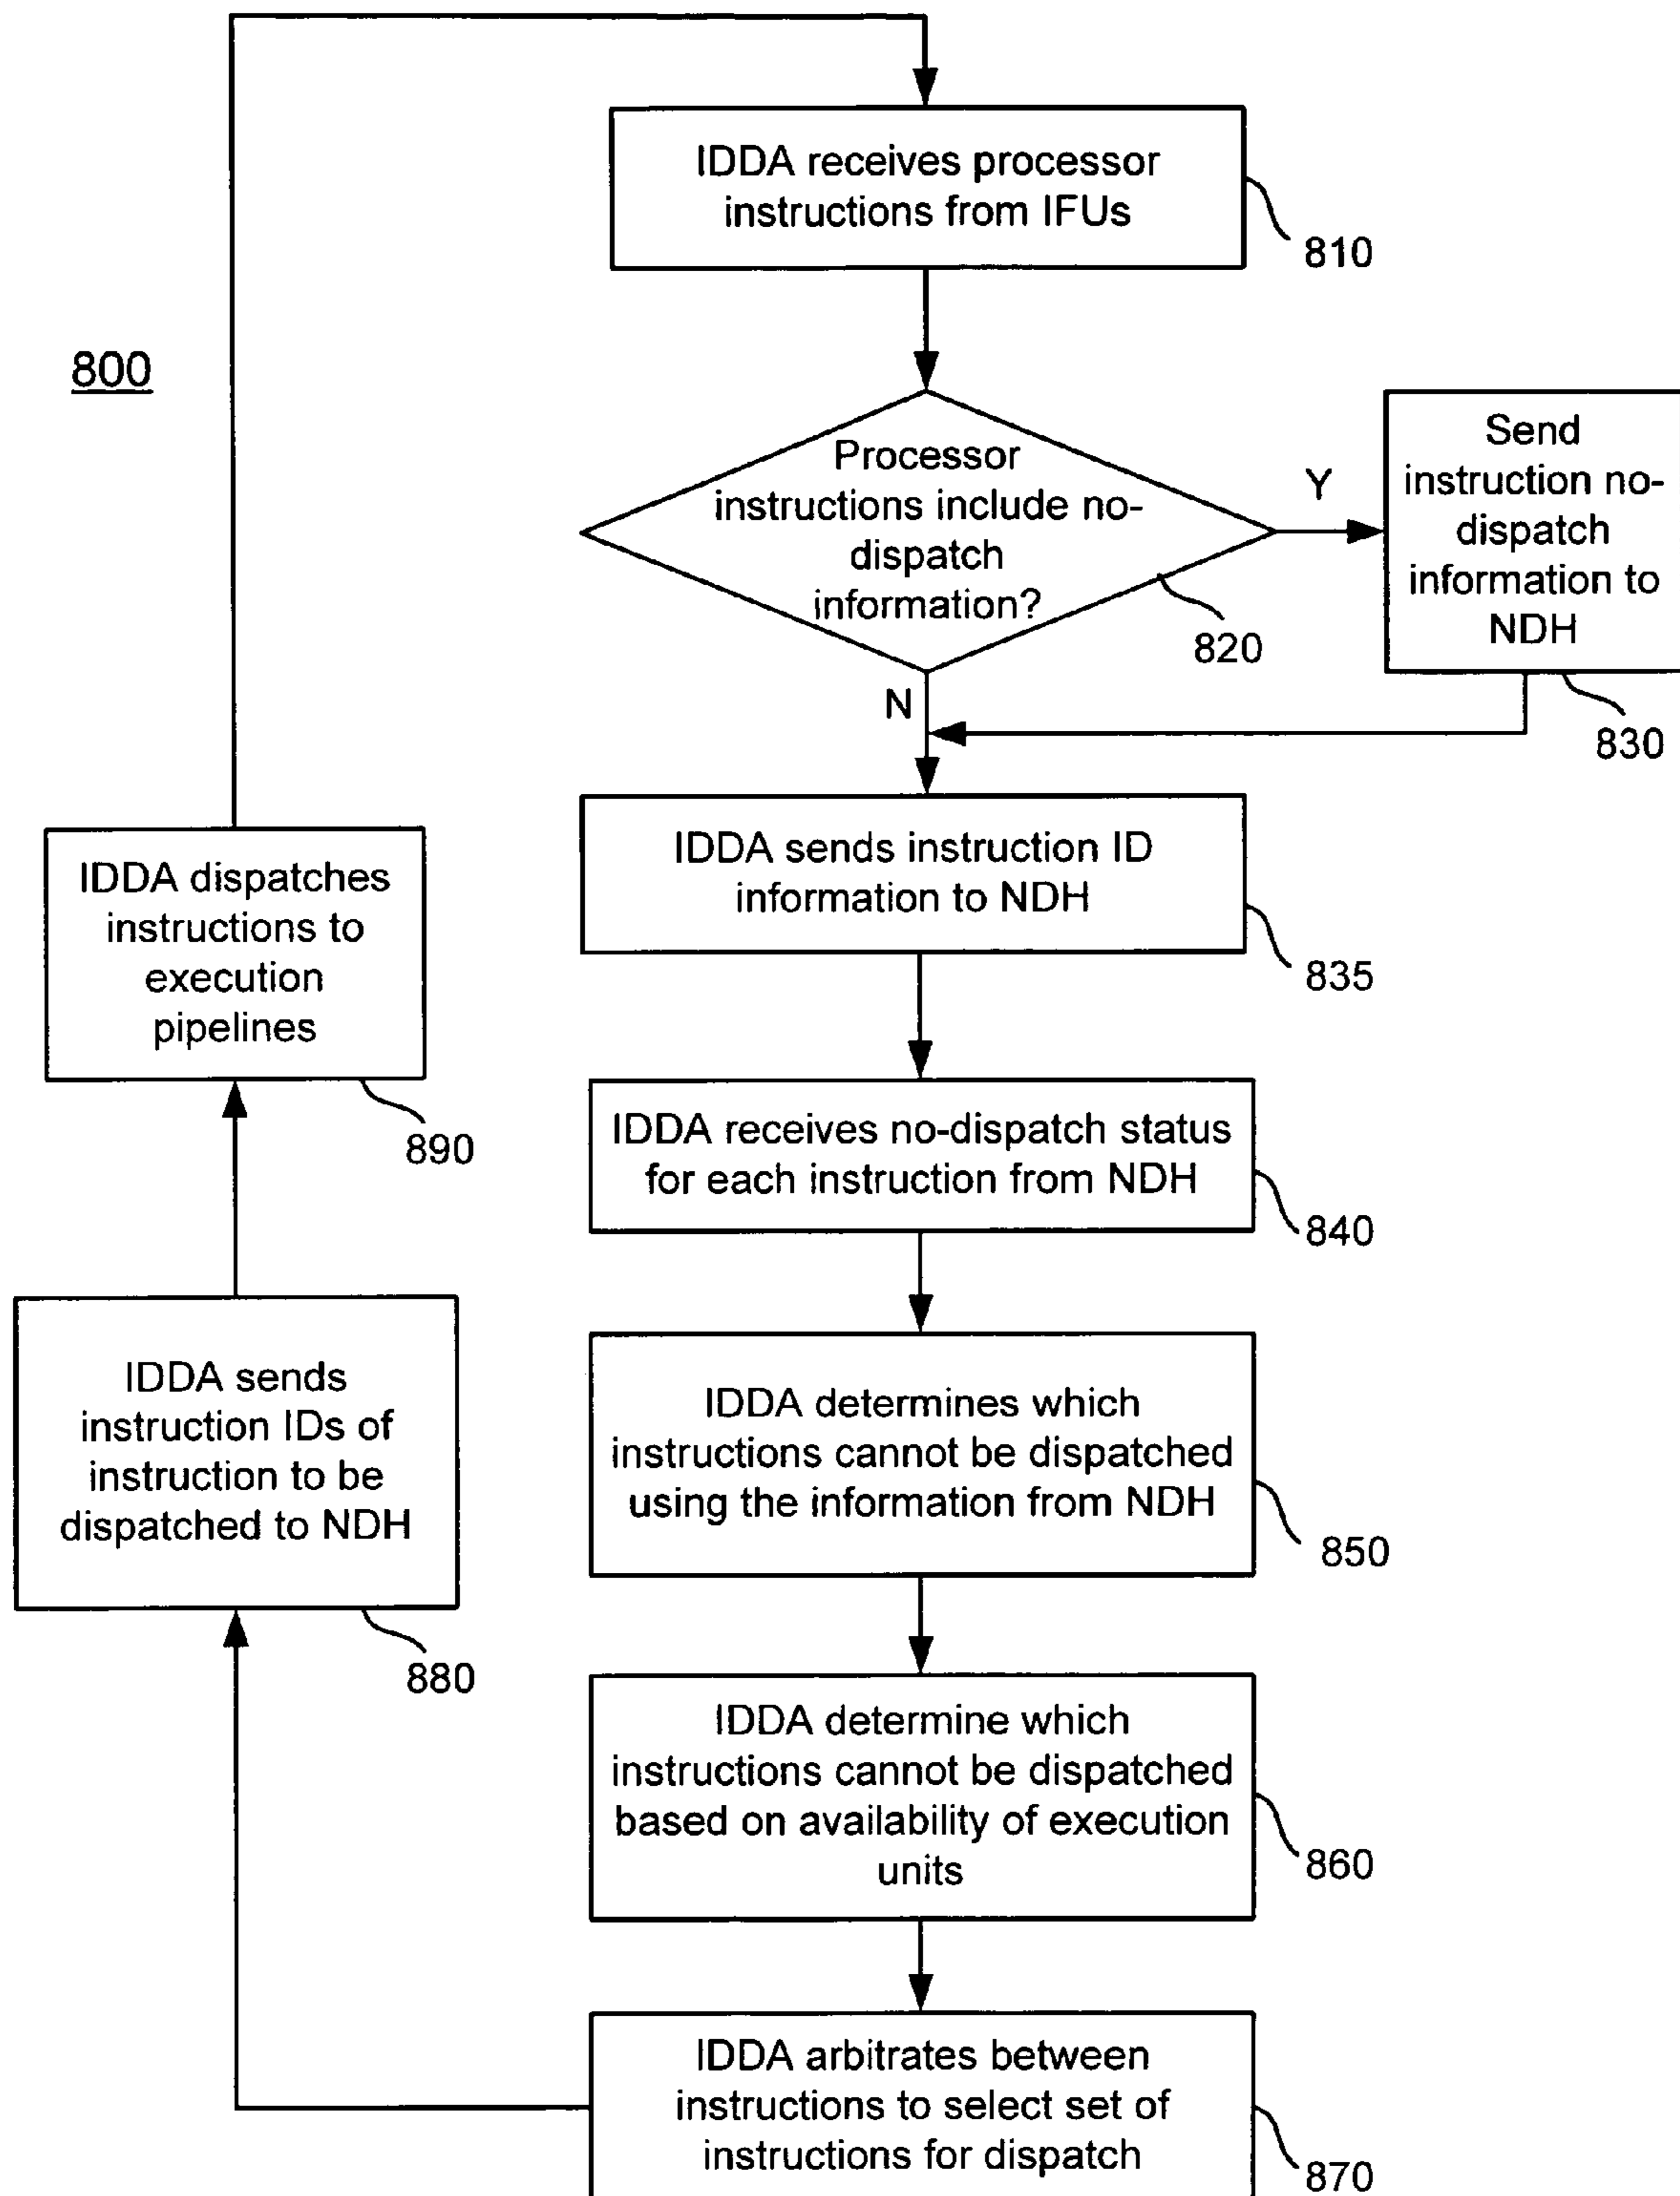 IDDA receives processor
instructions from IFUs
810
800
Processor
instructions include no-
dispatch
information?
820
Y
Send
instruction no-
dispatch
information to
NDH
830
N
IDDA sends instruction ID
information to NDH
835
IDDA receives no-dispatch status
for each instruction from NDH
840
IDDA determines which
instructions cannot be dispatched
using the information from NDH
850
IDDA determine which
instructions cannot be dispatched
based on availability of execution
units
860
IDDA arbitrates between
instructions to select set of
instructions for dispatch
870
IDDA sends
instruction IDs of
instruction to be
dispatched to NDH
880
IDDA dispatches
instructions to
execution
pipelines
890